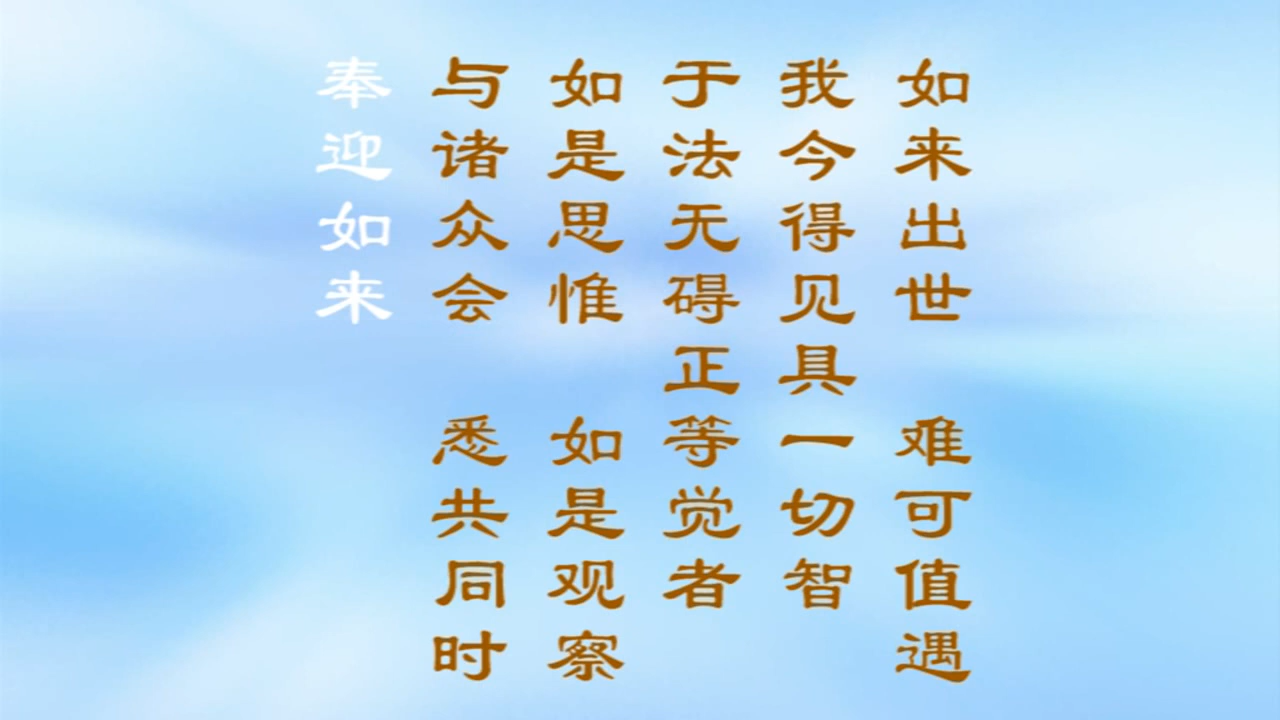 如来出世 难可值遇
我今得见具一切智
于法无碍正等觉者
如是思惟 如是观察
与诸众会 悉共同时
奉迎如来